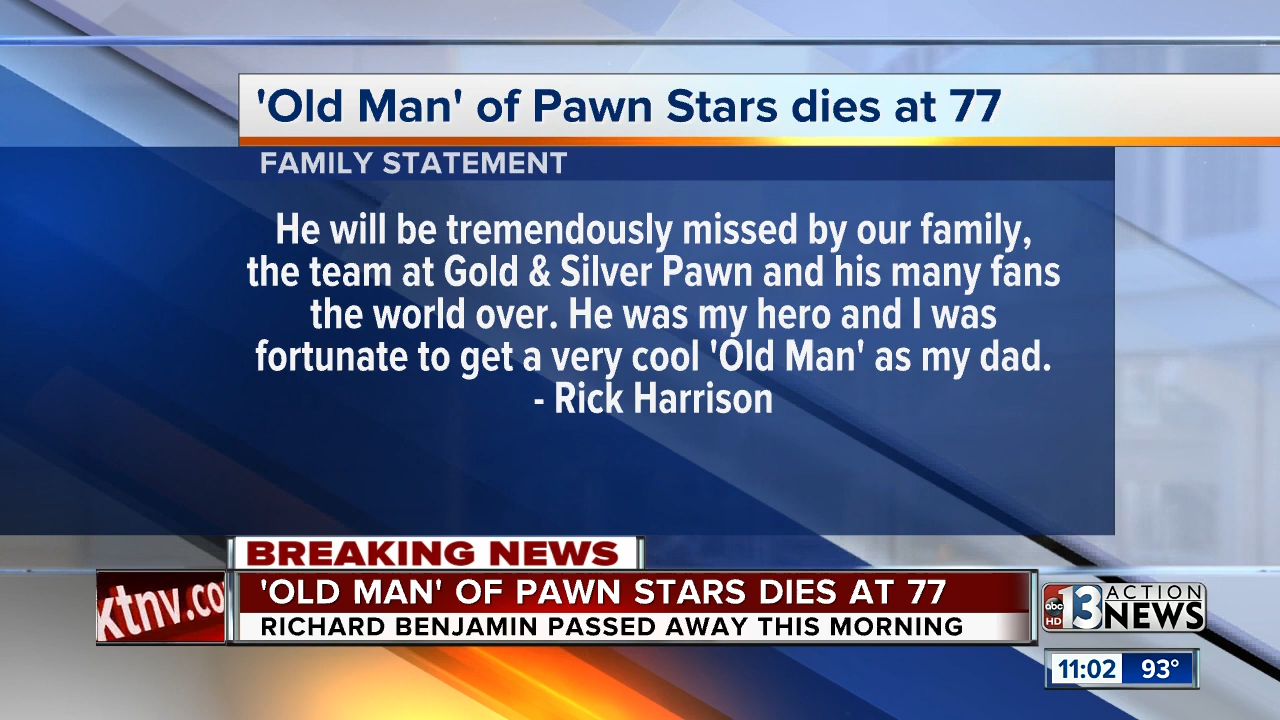 'Old Man' of Pawn Stars dies at 77
FAMILY STATEMENT
He will be tremendously missed by our family,
the team at Gold & Silver Pawn and his many fans
the world over. He was my hero and I was
fortunate to get a very cool 'Old Man' as my dad.
- Rick Harrison
BREAKING NEWS
'OLD MAN' OF PAWN STARS DIES AT 77
RICHARD BENJAMIN PASSED AWAY THIS MORNING
ktnv.co
abc HD 13 ACTION NEWS
11:02 93°